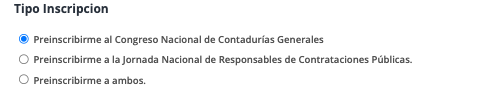 Tipo Inscripcion
Preinscribirme al Congreso Nacional de Contadurías Generales
Preinscribirme a la Jornada Nacional de Responsables de Contrataciones Públicas.
Preinscribirme a ambos.